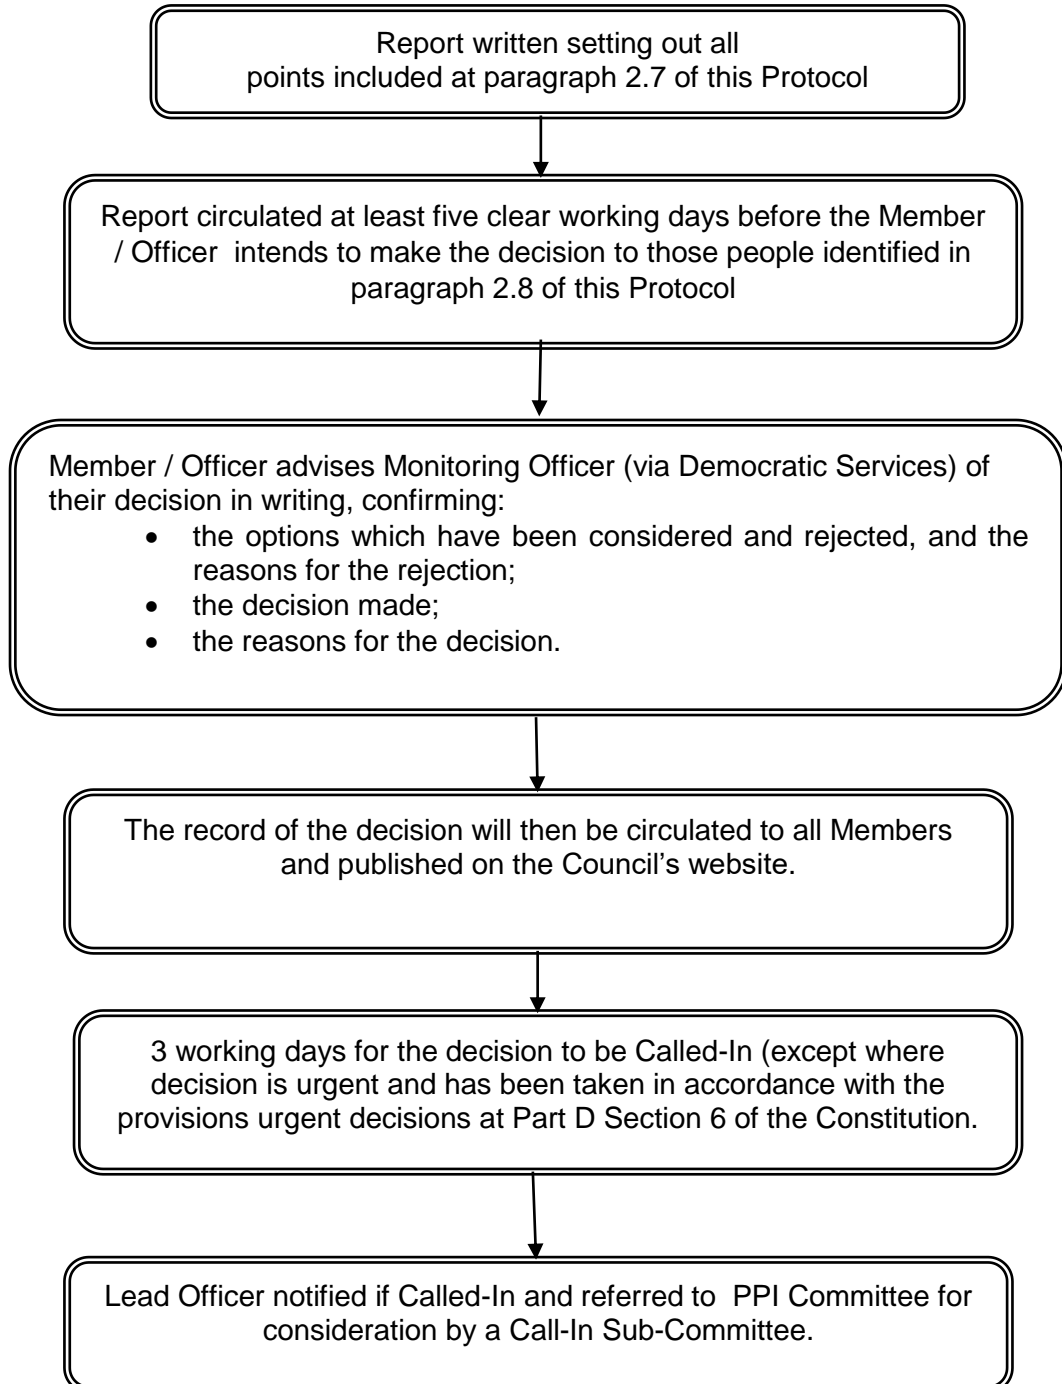 Report written setting out all
points included at paragraph 2.7 of this Protocol
Report circulated at least five clear working days before the Member
/ Officer intends to make the decision to those people identified in
paragraph 2.8 of this Protocol
Member / Officer advises Monitoring Officer (via Democratic Services) of
their decision in writing, confirming:
• the options which have been considered and rejected, and the
reasons for the rejection;
• the decision made;
• the reasons for the decision.
The record of the decision will then be circulated to all Members
and published on the Council’s website.
3 working days for the decision to be Called-In (except where
decision is urgent and has been taken in accordance with the
provisions urgent decisions at Part D Section 6 of the Constitution.
Lead Officer notified if Called-In and referred to PPI Committee for
consideration by a Call-In Sub-Committee.